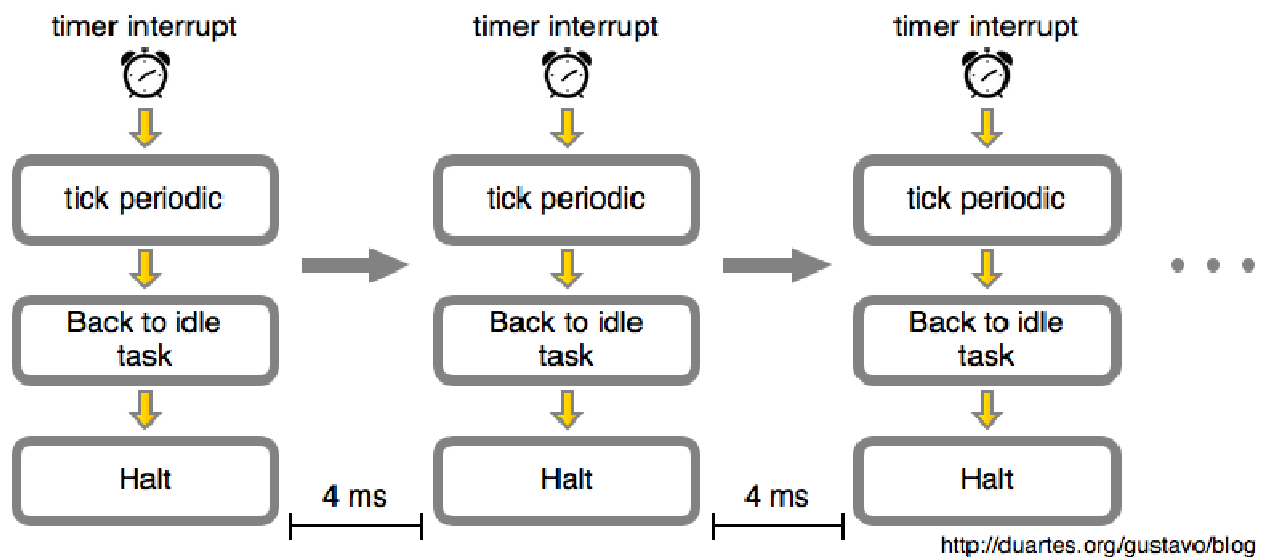 timer interrupt
timer interrupt
timer interrupt
tick periodic
tick periodic
tick periodic
Back to idle
task
Back to idle
task
Back to idle
task
Halt
Halt
Halt
4 ms
4 ms
http://duartes.org/gustavo/blog